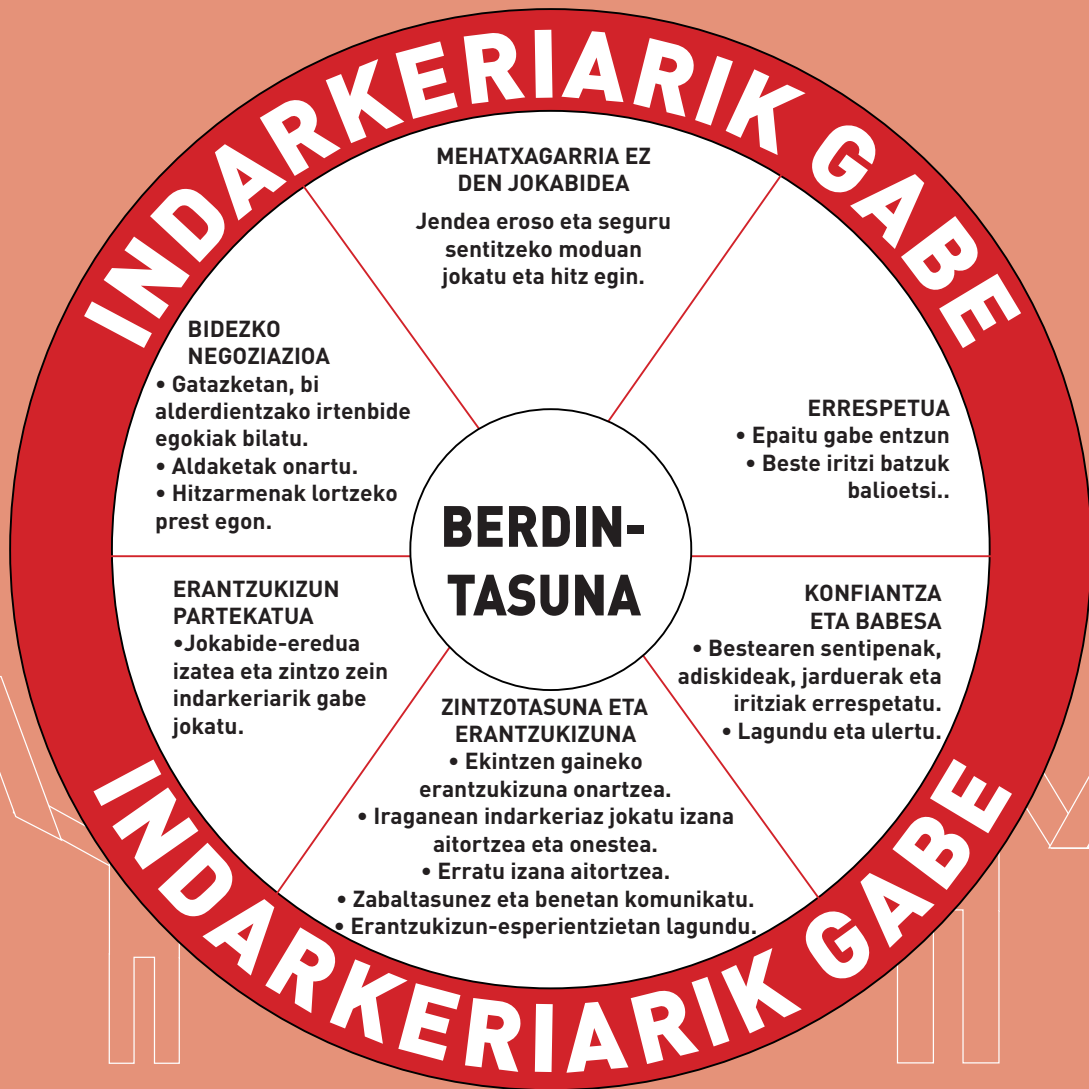 INDARKERIARIK GABE
MEHATXAGARRIA EZ
DEN JOKABIDEA
Jendea eroso eta seguru
sentitzeko moduan
jokatu eta hitz egin.
BIDEZKO
NEGOZIAZIOA
• Gatazketan, bi
alderdientzako irtenbide
egokiak bilatu.
• Aldaketak onartu.
• Hitzarmenak lortzeko
prest egon.
ERRESPETUA
• Epaitu gabe entzun
• Beste iritzi batzuk
balioetsi..
BERDIN-
TASUNA
ERANTZUKIZUN
PARTEKATUA
•Jokabide-eredua
izatea eta zintzo zein
indarkeriarik gabe
jokatu.
KONFIANTZA
ETA BABESA
• Bestearen sentipenak,
adiskideak, jarduerak eta
iritziak errespetatu.
• Lagundu eta ulertu.
ZINTZOTASUNA ETA
ERANTZUKIZUNA
• Ekintzen gaineko
erantzukizuna onartzea.
• Iraganean indarkeriaz jokatu izana
aitortzea eta onestea.
• Erratu izana aitortzea.
• Zabaltasunez eta benetan komunikatu.
• Erantzukizun-esperientzietan lagundu.
INDARKERIARIK GABE